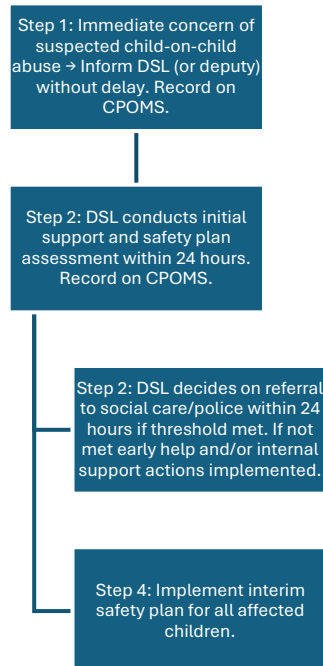 Step 1: Immediate concern of
suspected child-on-child
abuse → Inform DSL (or deputy)
without delay. Record on
CPOMS.
Step 2: DSL conducts initial
support and safety plan
assessment within 24 hours.
Record on CPOMS.
Step 2: DSL decides on referral
to social care/police within 24
hours if threshold met. If not
met early help and/or internal
support actions implemented.
Step 4: Implement interim
safety plan for all affected
children.